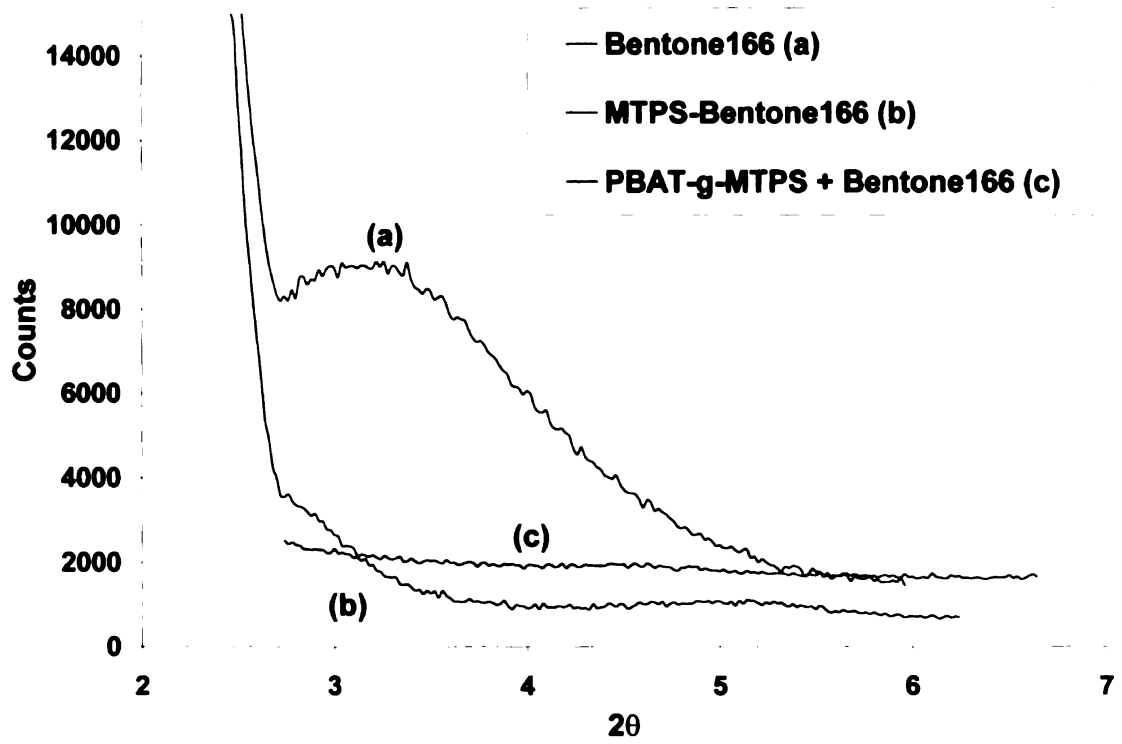 14000
12000
10000
8000
6000
4000
2000
0
Counts
2 3 4 5 6 7
2θ
Bentone166 (a)
MTPS-Bentone166 (b)
PBAT-g-MTPS + Bentone166 (c)
(a)
(c)
(b)